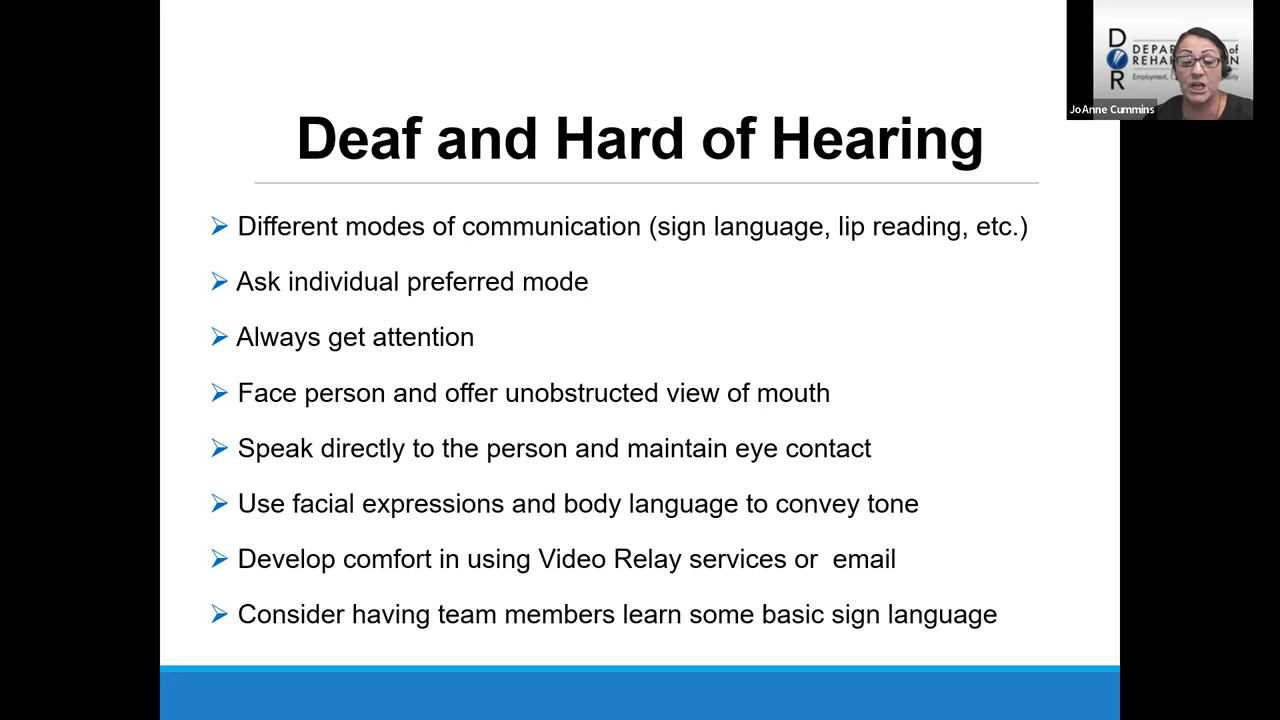 Deaf and Hard of Hearing
Different modes of communication (sign language, lip reading, etc.)
Ask individual preferred mode
Always get attention
Face person and offer unobstructed view of mouth
Speak directly to the person and maintain eye contact
Use facial expressions and body language to convey tone
Develop comfort in using Video Relay services or  email
Consider having team members learn some basic sign language
DOR
of
JoAnne Cummins